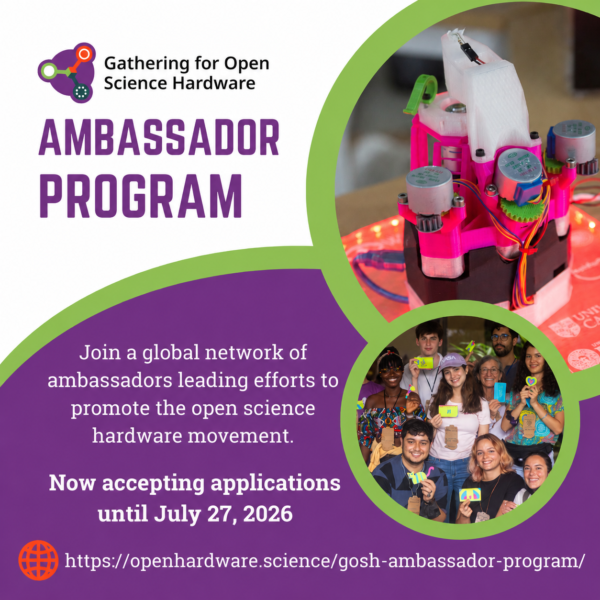 Gathering for Open
Science Hardware
AMBASSADOR
PROGRAM
Join a global network of
ambassadors leading efforts to
promote the open science
hardware movement.
Now accepting applications
until July 27, 2026
https://openhardware.science/gosh-ambassador-program/